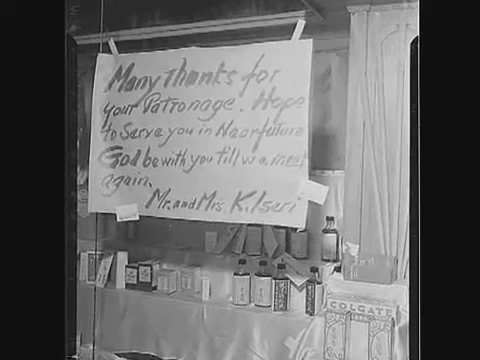 Many thanks for
your Patronage. Hope
to Serve you in Near future
God be with you till we meet
again.
Mr. and Mrs. K. Iseri
COLGATE